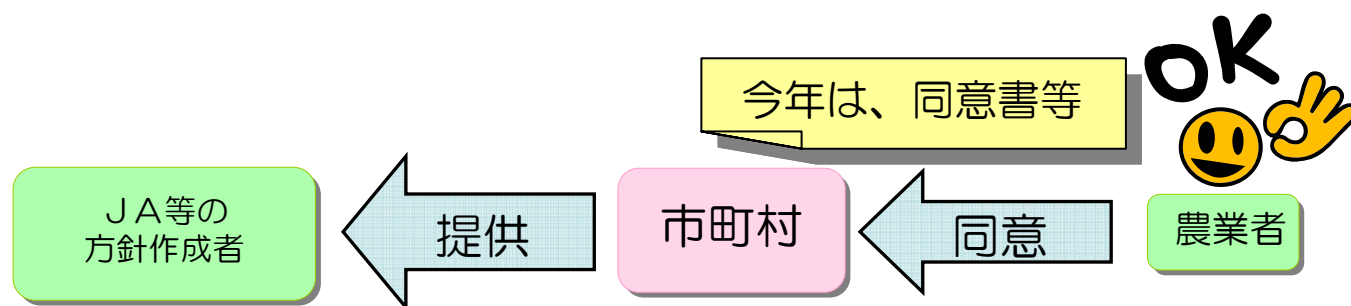 OK
今年は、同意書等
JA等の
方針作成者
提供
市町村
同意
農業者